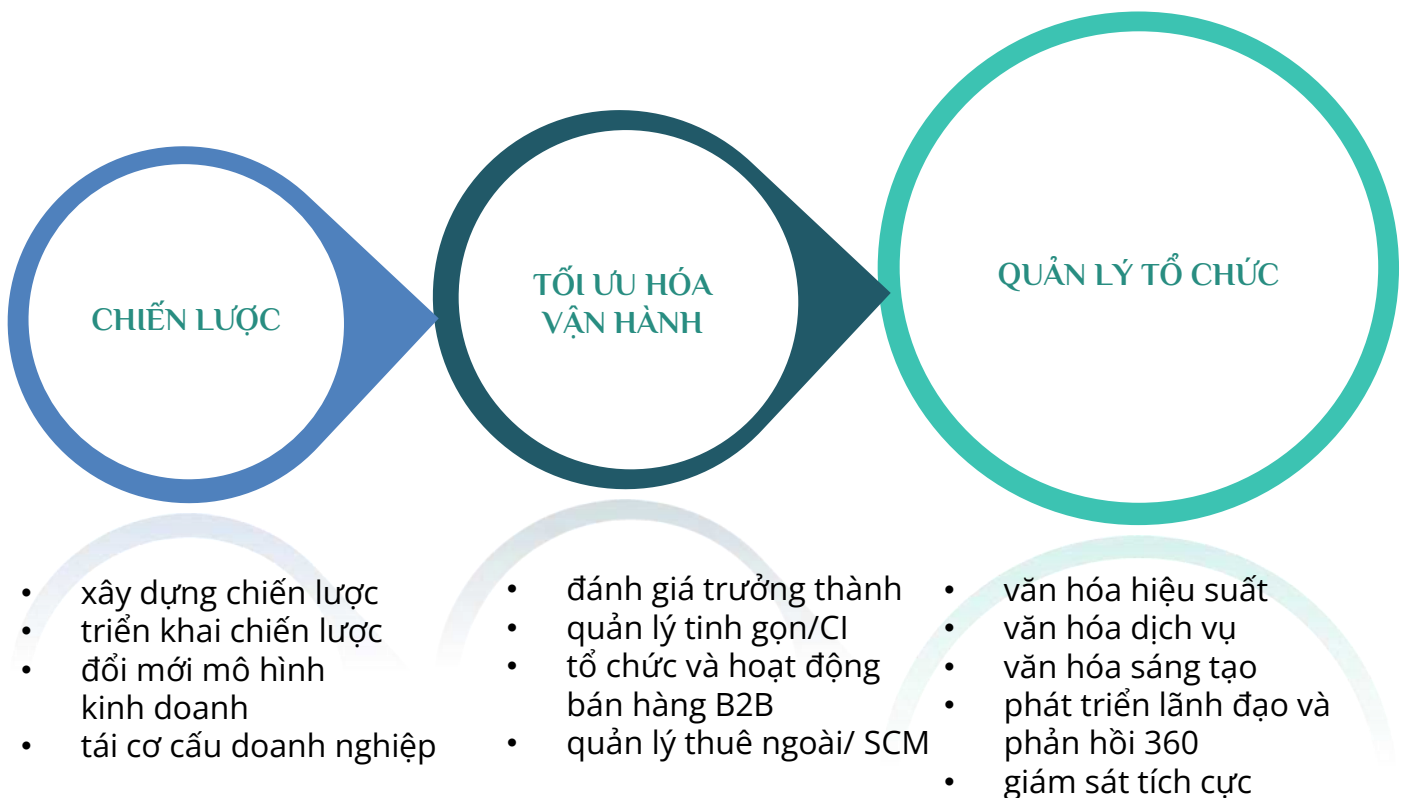 CHIẾN LƯỢC
TỐI ƯU HÓA
VẬN HÀNH
QUẢN LÝ TỔ CHỨC
• xây dựng chiến lược
• triển khai chiến lược
• đổi mới mô hình
kinh doanh
• tái cơ cấu doanh nghiệp
• đánh giá trưởng thành
• quản lý tinh gọn/CI
• tổ chức và hoạt động
bán hàng B2B
• quản lý thuê ngoài/ SCM
• văn hóa hiệu suất
• văn hóa dịch vụ
• văn hóa sáng tạo
• phát triển lãnh đạo và
phản hồi 360
• giám sát tích cực